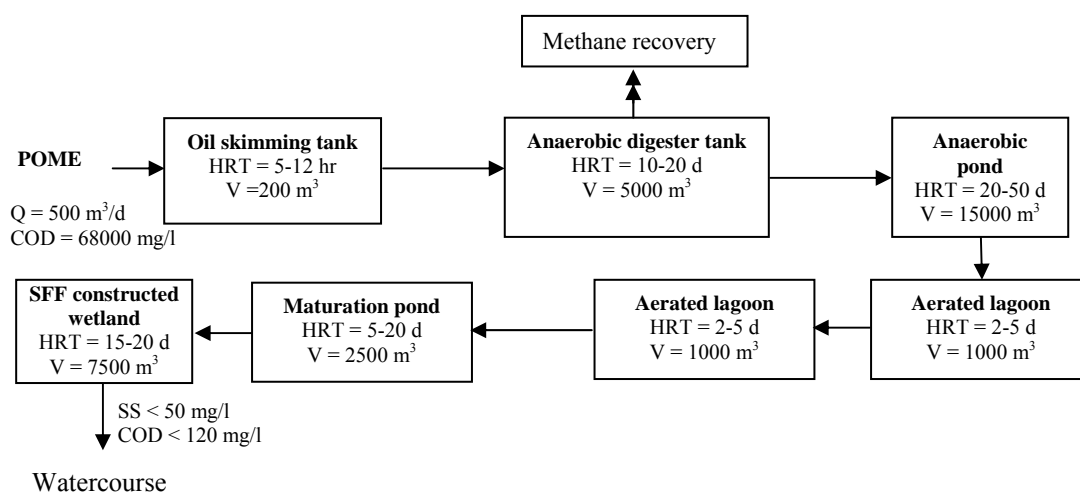 Methane recovery
POME
Q = 500 m³/d
COD = 68000 mg/l
Oil skimming tank
HRT = 5-12 hr
V =200 m³
Anaerobic digester tank
HRT = 10-20 d
V = 5000 m³
Anaerobic
pond
HRT = 20-50 d
V = 15000 m³
Aerated lagoon
HRT = 2-5 d
V = 1000 m³
Aerated lagoon
HRT = 2-5 d
V = 1000 m³
Maturation pond
HRT = 5-20 d
V = 2500 m³
SFF constructed
wetland
HRT = 15-20 d
V = 7500 m³
SS < 50 mg/l
COD < 120 mg/l
Watercourse